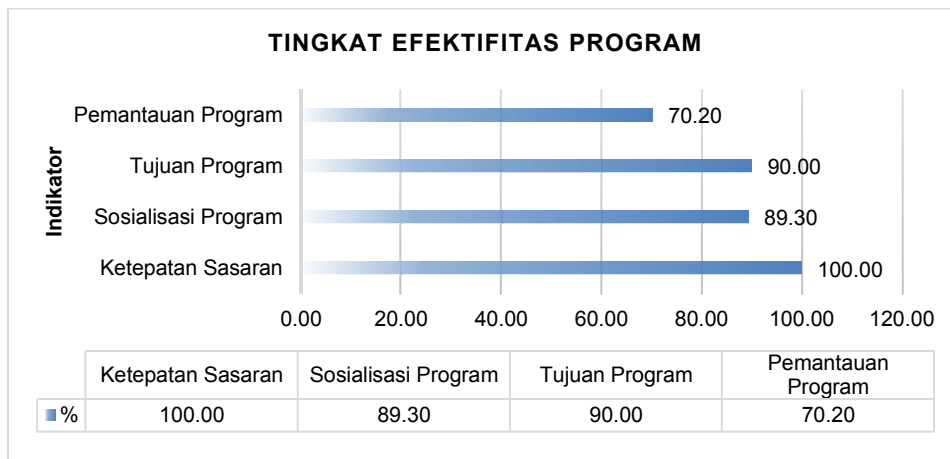 TINGKAT EFEKTIFITAS PROGRAM
Indikator
Pemantauan Program 70.20
Tujuan Program 90.00
Sosialisasi Program 89.30
Ketepatan Sasaran 100.00
0.00 20.00 40.00 60.00 80.00 100.00 120.00
Ketepatan Sasaran Sosialisasi Program Tujuan Program Pemantauan
Program
% 100.00 89.30 90.00 70.20